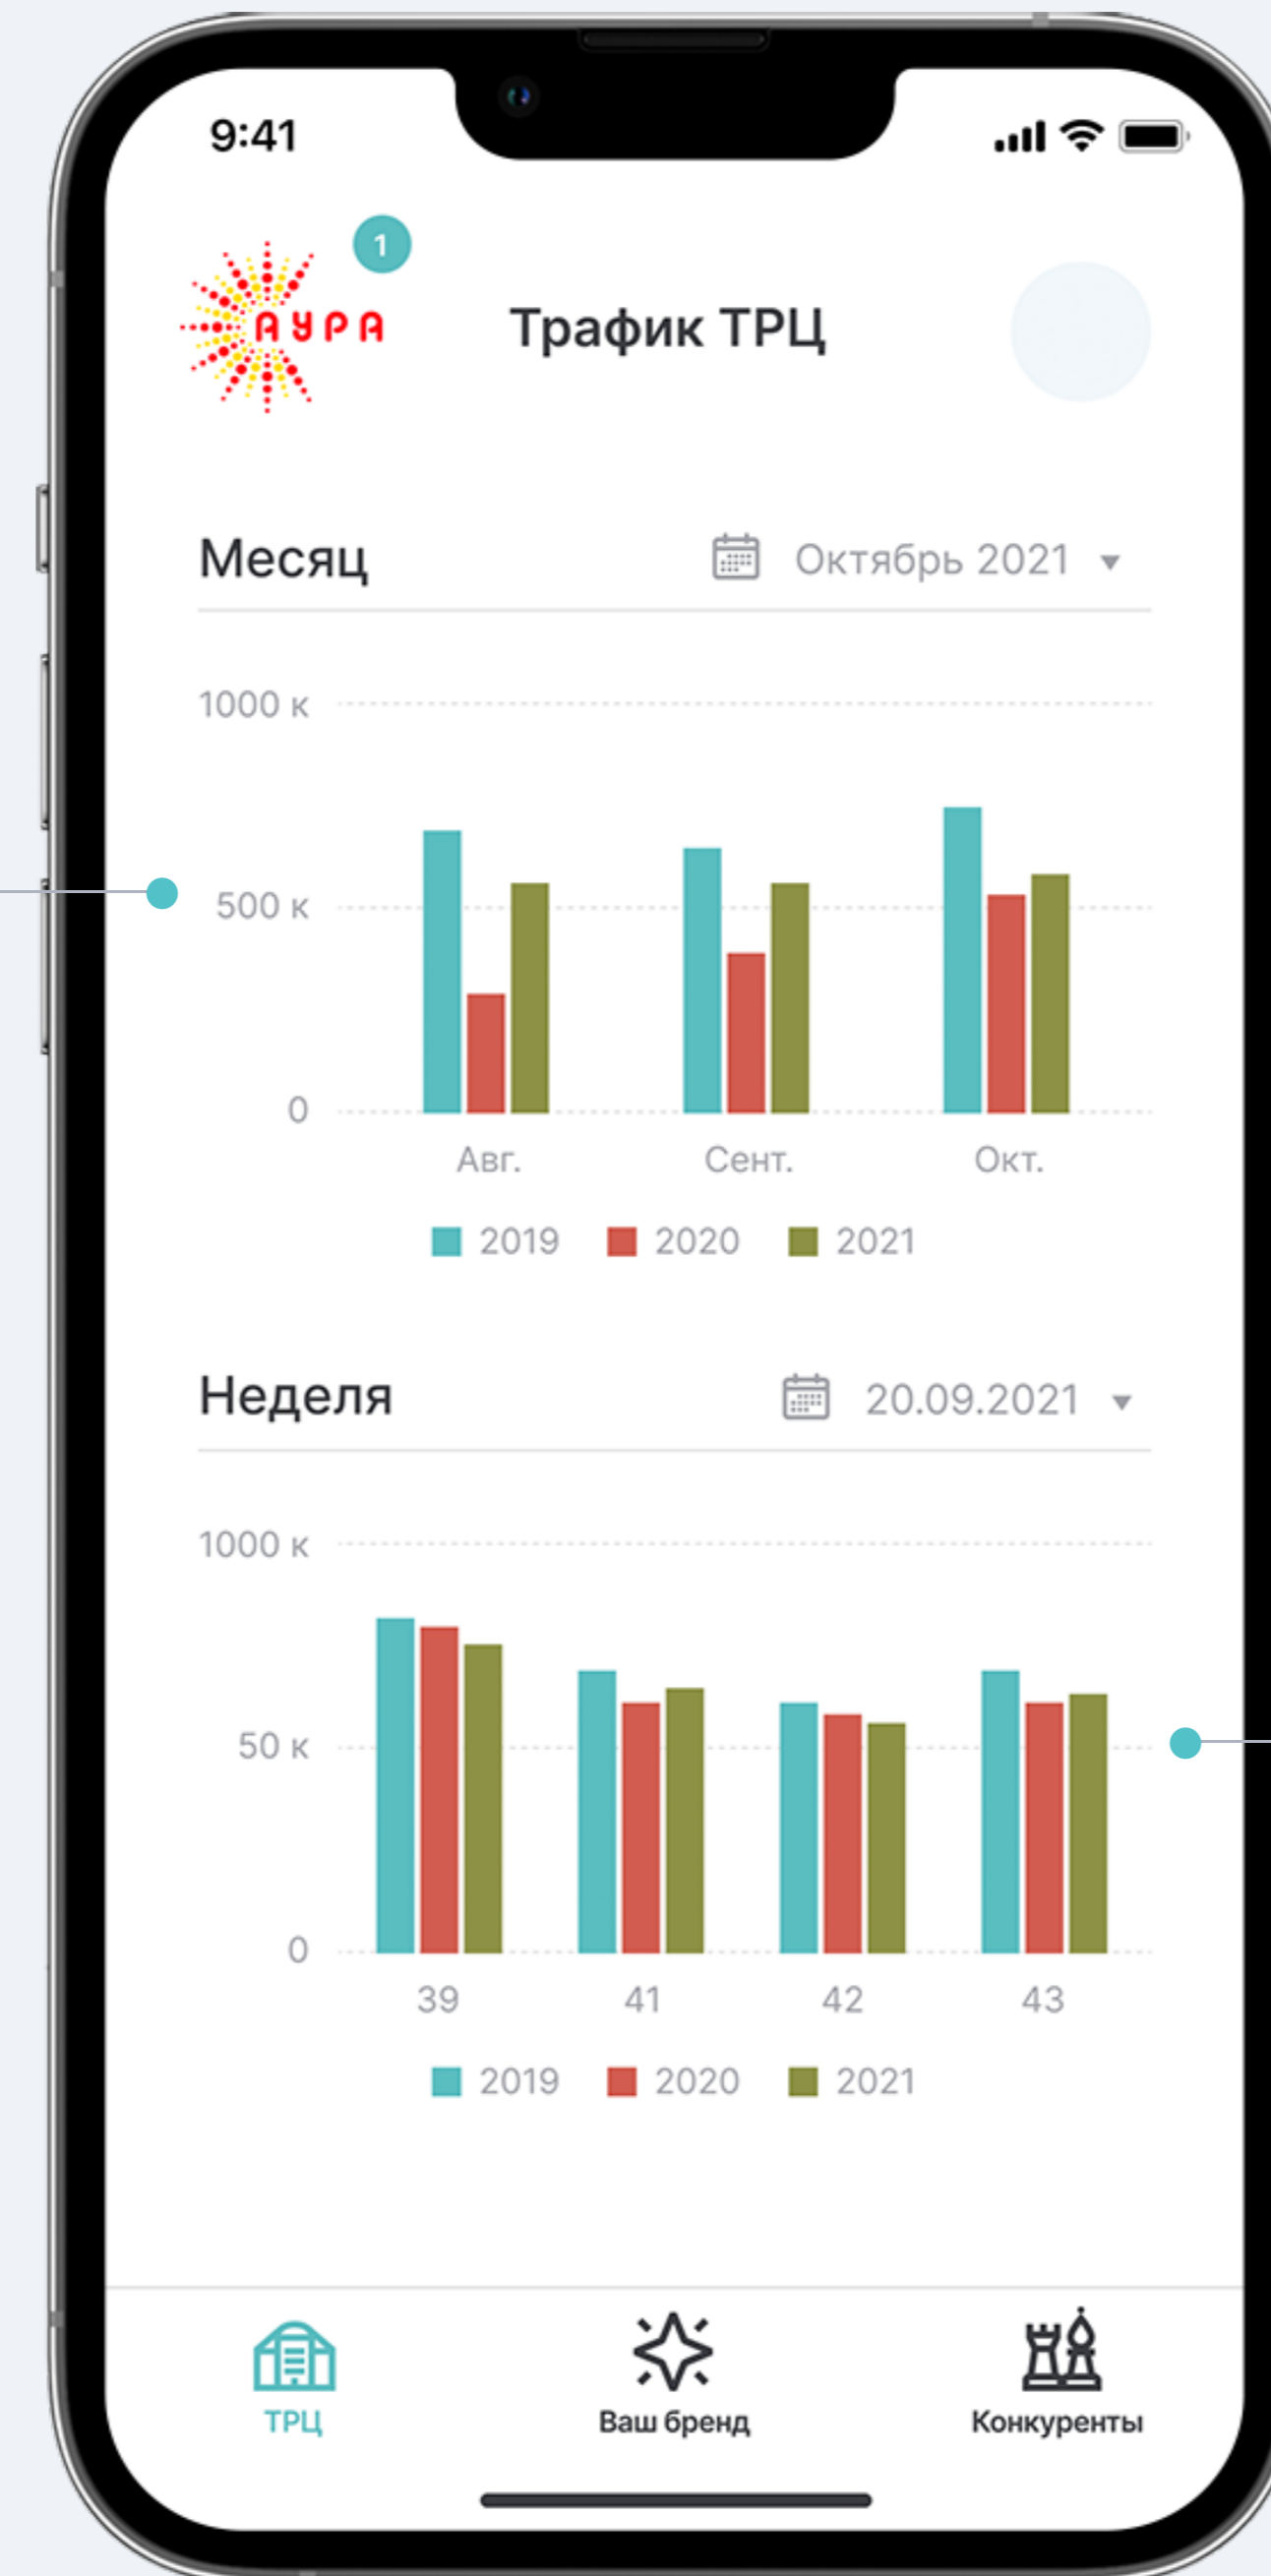 9:41
1
АУРА
Трафик ТРЦ
Месяц
Октябрь 2021
1000 к
500 к
0
Авг. Сент. Окт.
2019 2020 2021
Неделя
20.09.2021
1000 к
50 к
0
39 41 42 43
2019 2020 2021
ТРЦ Ваш бренд Конкуренты